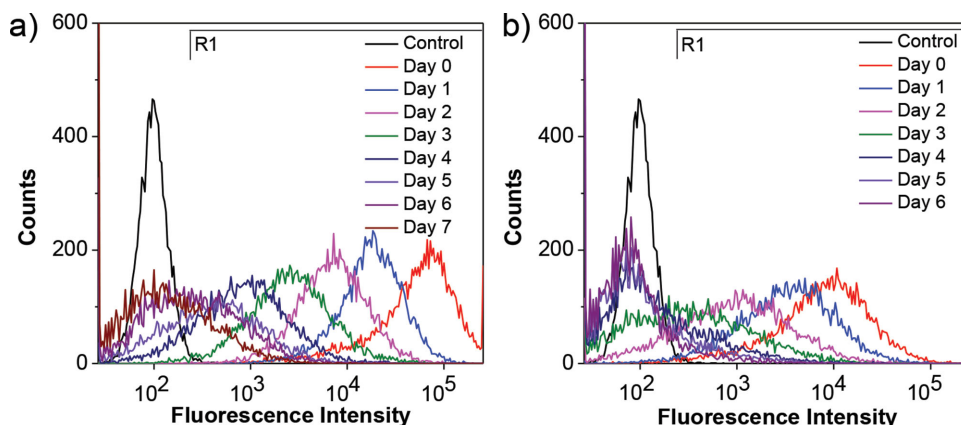 a)
600
400
200
0
Counts
R1
Control
Day 0
Day 1
Day 2
Day 3
Day 4
Day 5
Day 6
Day 7
10² 10³ 10⁴ 10⁵
Fluorescence Intensity
b)
600
400
200
0
Counts
R1
Control
Day 0
Day 1
Day 2
Day 3
Day 4
Day 5
Day 6
10² 10³ 10⁴ 10⁵
Fluorescence Intensity